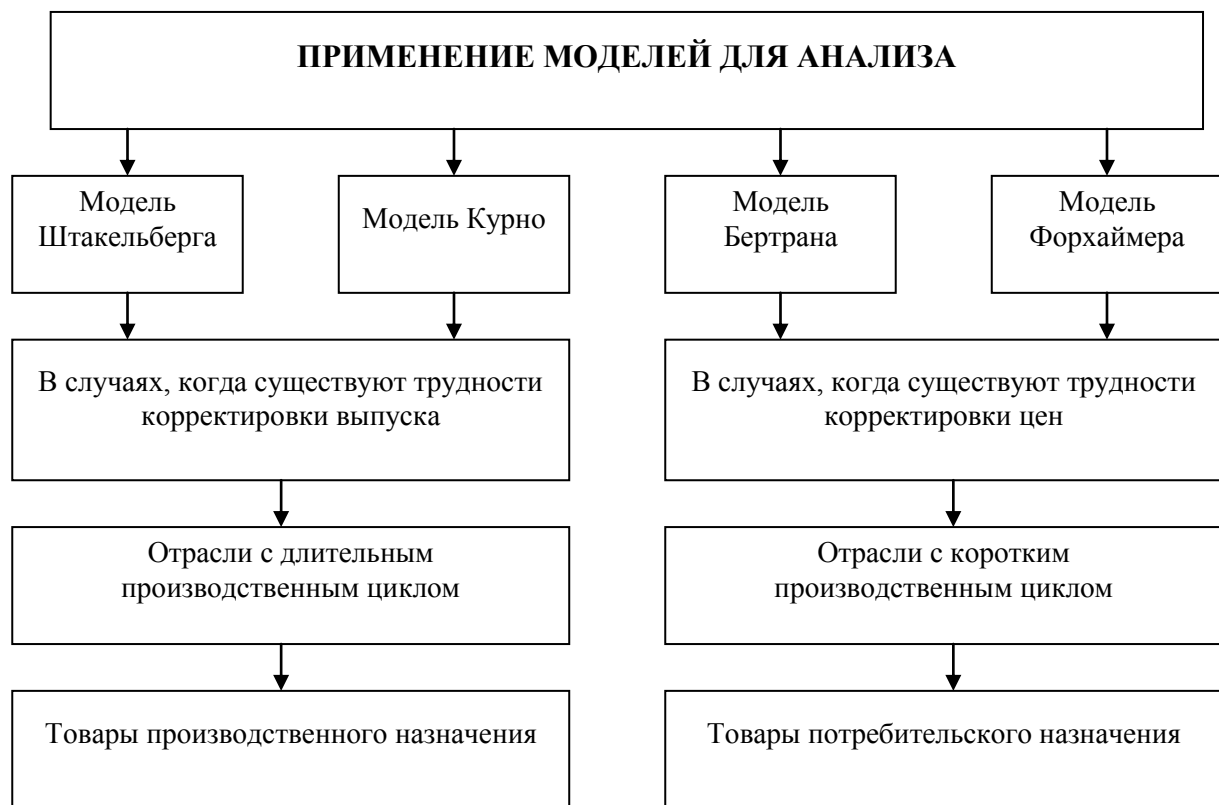 ПРИМЕНЕНИЕ МОДЕЛЕЙ ДЛЯ АНАЛИЗА
Модель
Штакельберга
Модель Курно
Модель
Бертрана
Модель
Форхаймера
В случаях, когда существуют трудности
корректировки выпуска
В случаях, когда существуют трудности
корректировки цен
Отрасли с длительным
производственным циклом
Отрасли с коротким
производственным циклом
Товары производственного назначения
Товары потребительского назначения